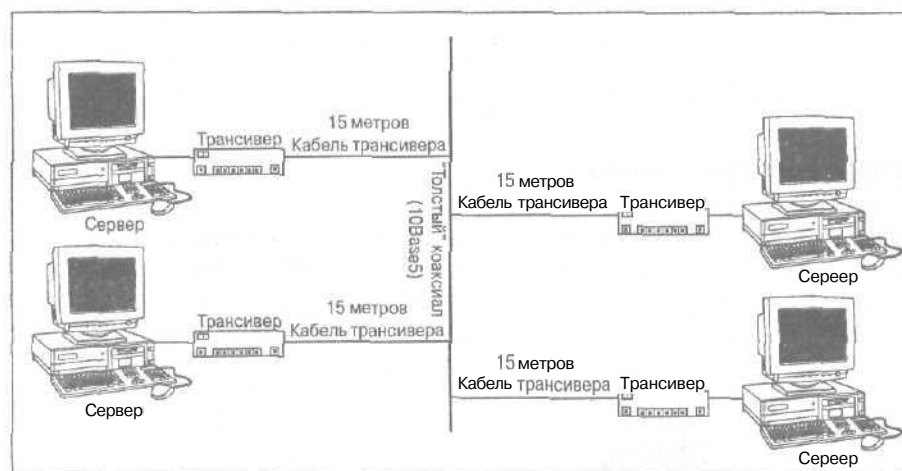 15 метров
Трансивер Кабель трансивера
Сервер
15 метров
Кабель трансивера Трансивер
Сереер
"Толстый" коаксиал
(10Base5)
15 метров
Трансивер Кабель трансивера
Сервер
15 метров
Кабель трансивера Трансивер
Сереер